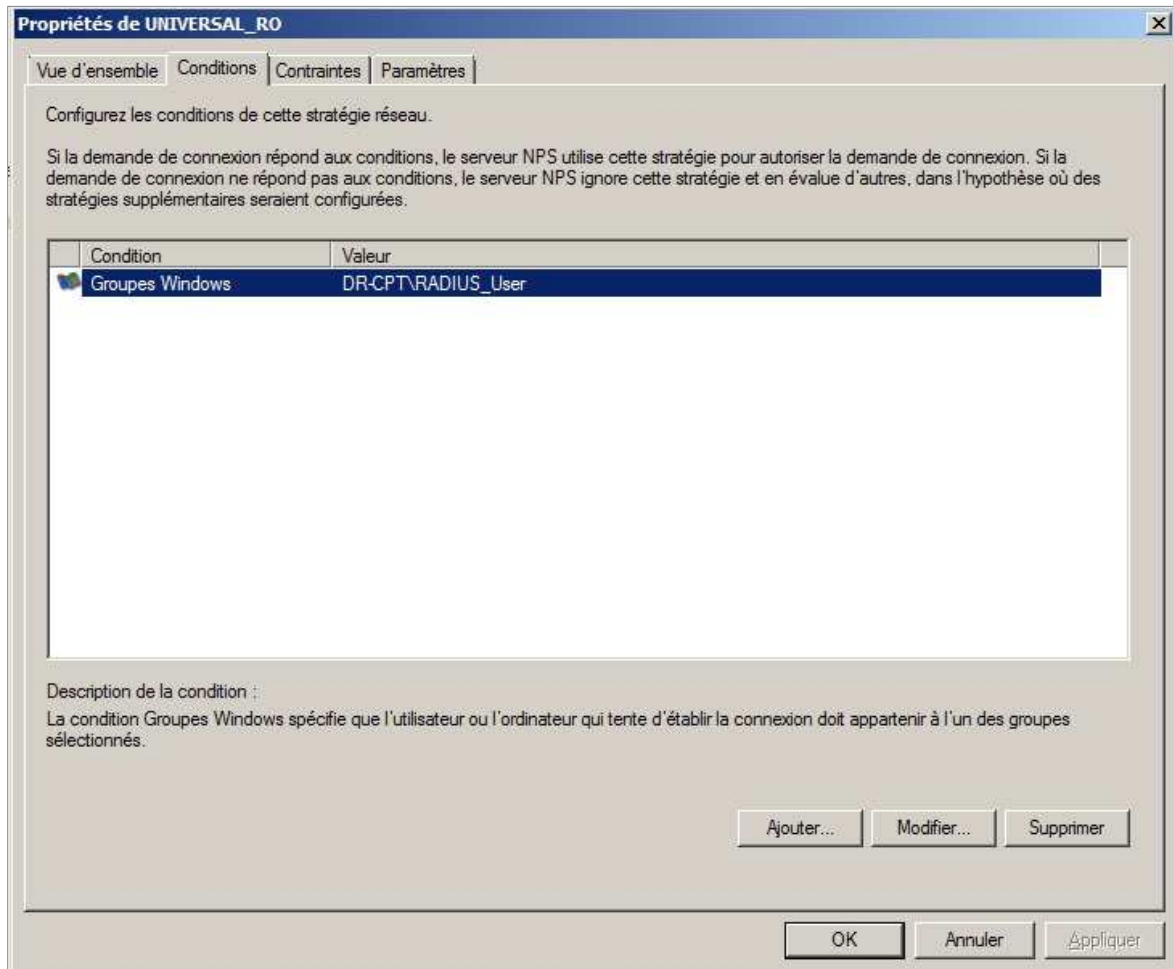 Propriétés de UNIVERSAL_RO
Vue d'ensemble Conditions Contraintes Paramètres
Configurez les conditions de cette stratégie réseau.
Si la demande de connexion répond aux conditions, le serveur NPS utilise cette stratégie pour autoriser la demande de connexion. Si la
demande de connexion ne répond pas aux conditions, le serveur NPS ignore cette stratégie et en évalue d'autres, dans l'hypothèse où des
stratégies supplémentaires seraient configurées.
Condition Valeur
Groupes Windows DR-CPT\RADIUS_User
Description de la condition :
La condition Groupes Windows spécifie que l'utilisateur ou l'ordinateur qui tente d'établir la connexion doit appartenir à l'un des groupes
sélectionnés.
Ajouter... Modifier... Supprimer
OK Annuler Appliquer